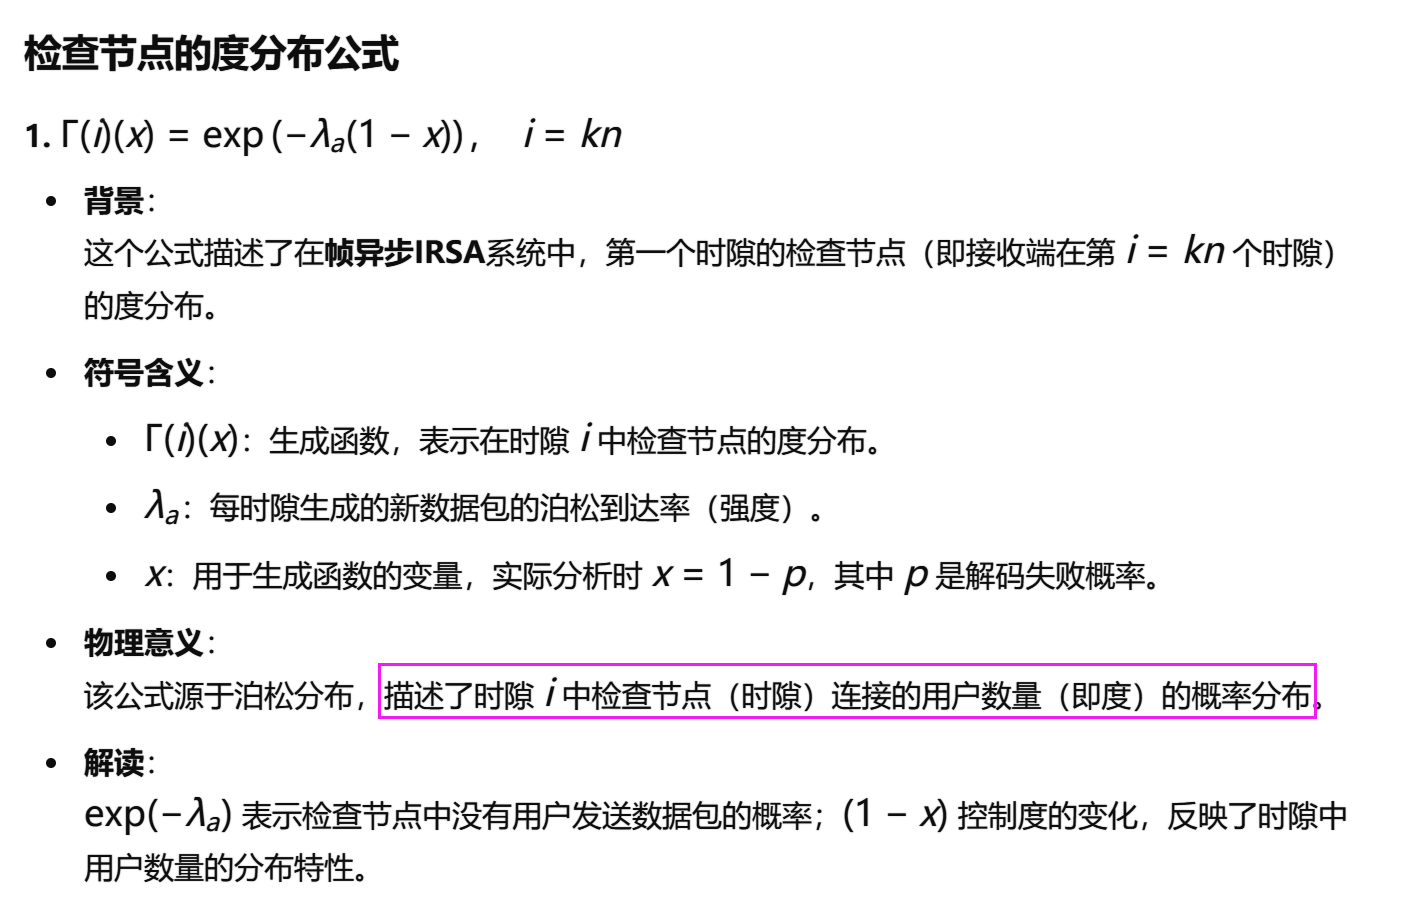 检查节点的度分布公式
1. Γ(i)(x) = exp (−λₐ(1 − x)) ,  i = kn
• 背景：
这个公式描述了在帧异步IRSA系统中，第一个时隙的检查节点（即接收端在第 i = kn 个时隙）
的度分布。
• 符号含义：
• Γ(i)(x)：生成函数，表示在时隙 i 中检查节点的度分布。
• λₐ：每时隙生成的新数据包的泊松到达率（强度）。
• x：用于生成函数的变量，实际分析时 x = 1 − p，其中 p 是解码失败概率。
• 物理意义：
该公式源于泊松分布，描述了时隙 i 中检查节点（时隙）连接的用户数量（即度）的概率分布。
• 解读：
exp(−λₐ) 表示检查节点中没有用户发送数据包的概率；(1 − x) 控制度的变化，反映了时隙中
用户数量的分布特性。